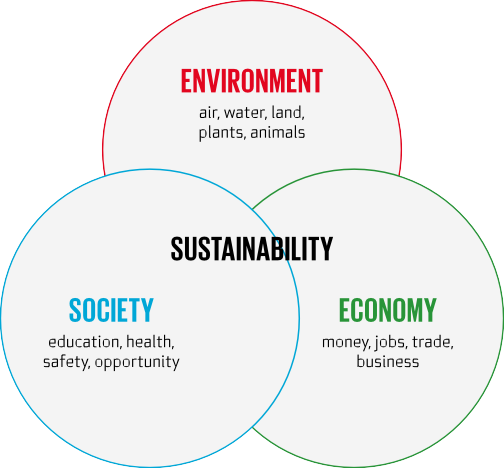 ENVIRONMENT
air, water, land,
plants, animals
SUSTAINABILITY
SOCIETY
education, health,
safety, opportunity
ECONOMY
money, jobs, trade,
business